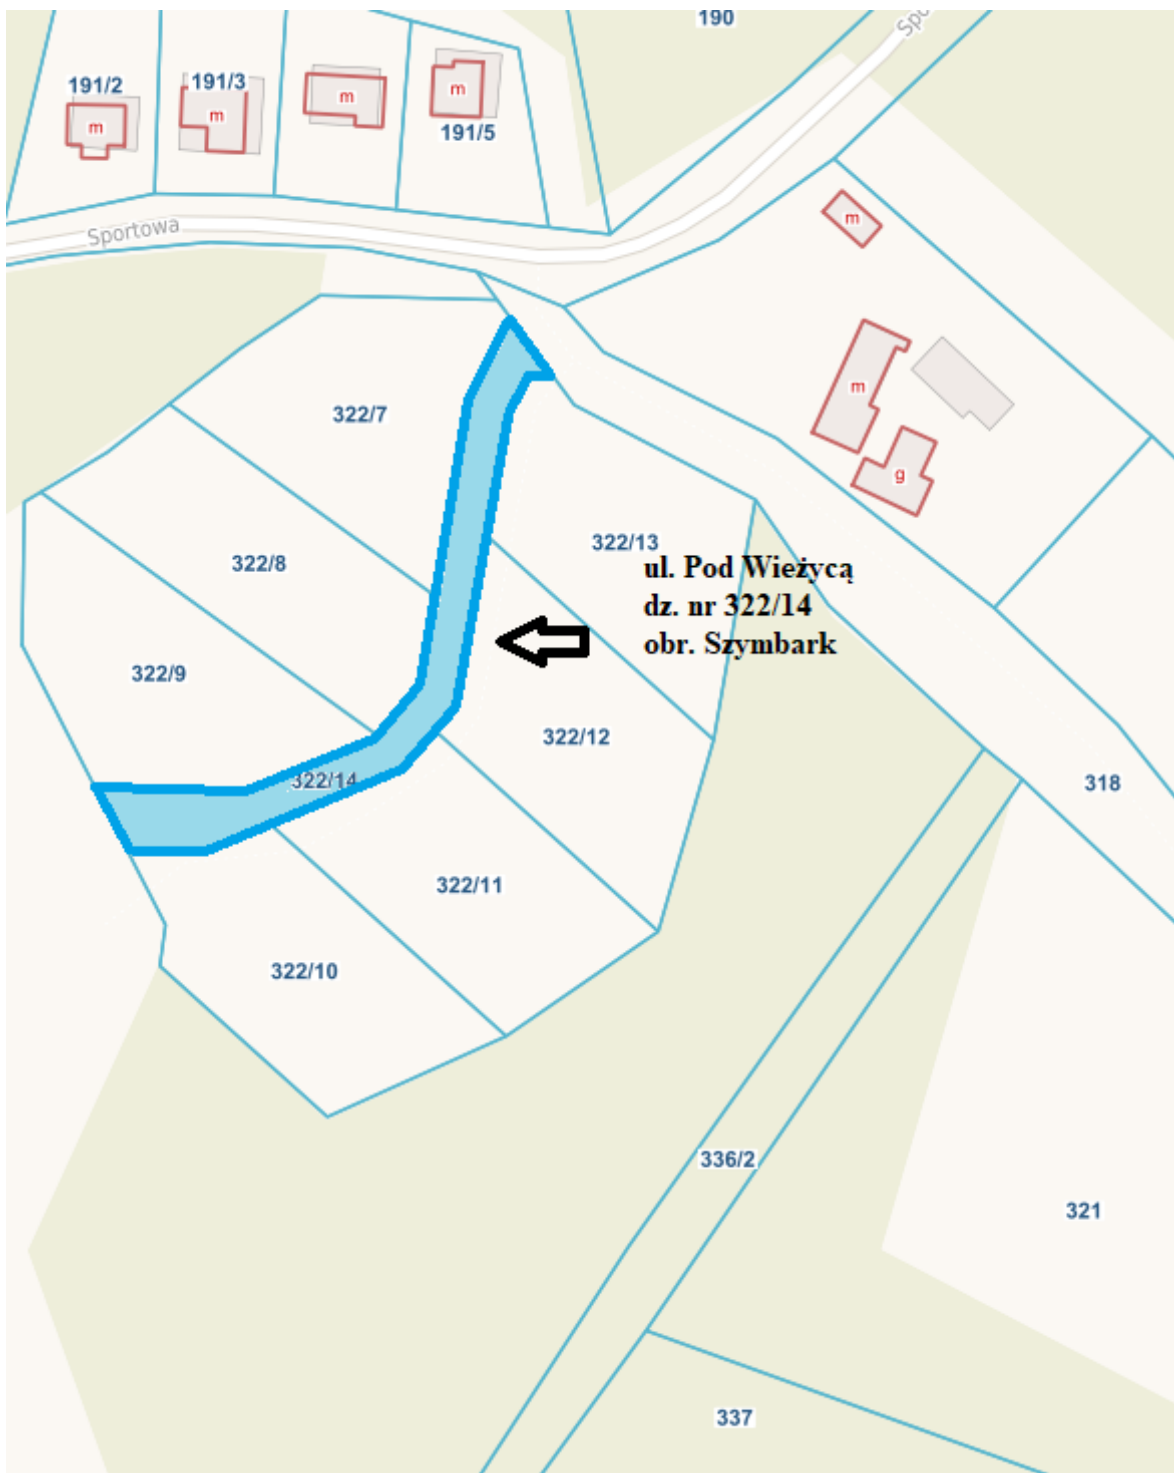 190
Spo
191/2
191/3
m
m
m
m
191/5
Sportowa
m
322/7
m
g
322/13
322/8
ul. Pod Wieżycą
dz. nr 322/14
obr. Szymbark
322/9
322/12
322/14
318
322/11
322/10
336/2
321
337